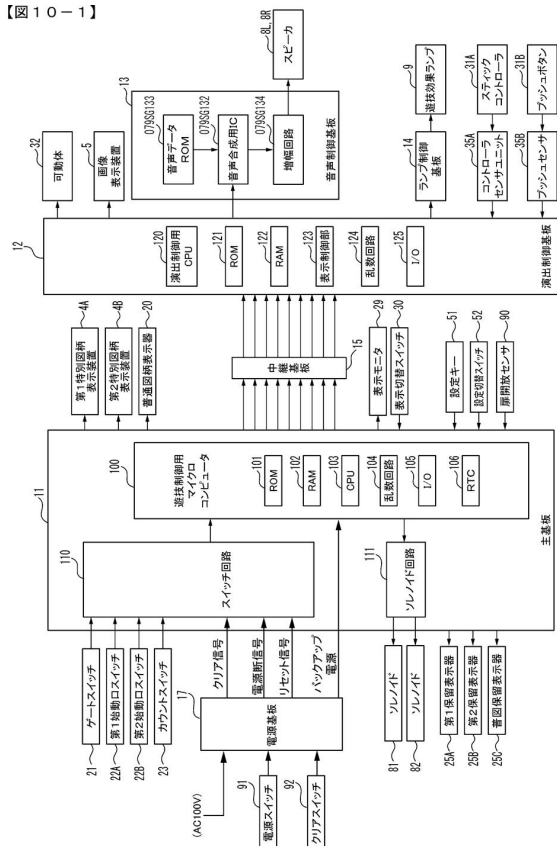 【図１０－１】
32
可動体
5
画像
表示装置
13
079SG133
音声データ
ROM
079SG132
音声合成用IC
079SG134
増幅回路
音声制御基板
8L, 8R
スピーカ
9
遊技効果ランプ
14
ランプ制御
基板
31A
スティック
コントローラ
35A
コントローラ
センサユニット
31B
プッシュボタン
35B
プッシュセンサ
12
120
演出制御用
CPU
121
ROM
122
RAM
123
表示制御部
124
乱数回路
125
I/O
演出制御基板
4A
第1特別図柄
表示装置
4B
第2特別図柄
表示装置
20
普通図柄表示器
中継基板
15
29
表示モニタ
30
表示切替スイッチ
51
設定キー
52
設定切替スイッチ
90
扉開放センサ
11
100
遊技制御用
マイクロ
コンピュータ
101
ROM
102
RAM
103
CPU
104
乱数回路
105
I/O
106
RTC
110
スイッチ回路
111
ソレノイド回路
主基板
クリア信号
電源断信号
リセット信号
バックアップ
電源
21
ゲートスイッチ
22A
第1始動口スイッチ
22B
第2始動口スイッチ
23
カウントスイッチ
17
電源基板
81
ソレノイド
82
ソレノイド
25A
第1保留表示器
25B
第2保留表示器
25C
普図保留表示器
(AC100V)
91
電源スイッチ
92
クリアスイッチ